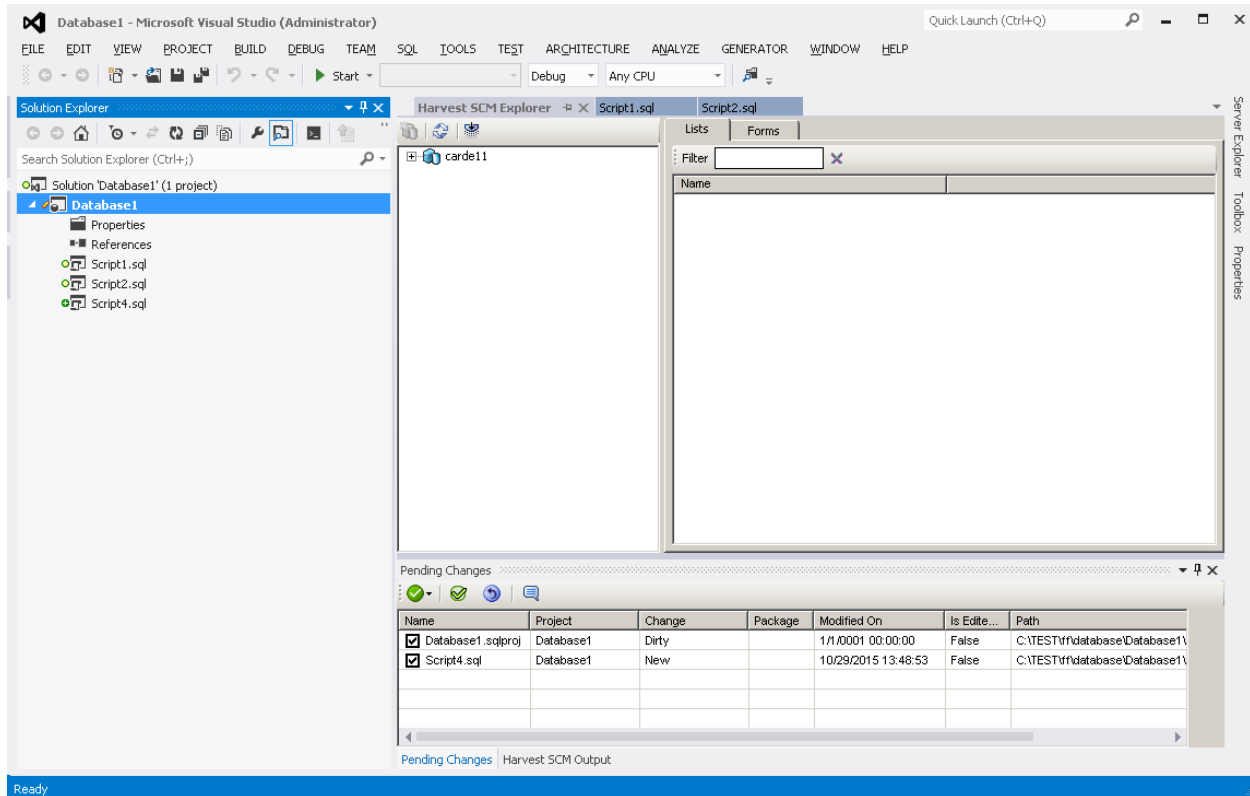 Database1 - Microsoft Visual Studio (Administrator)
Quick Launch (Ctrl+Q)
FILE EDIT VIEW PROJECT BUILD DEBUG TEAM SQL TOOLS TEST ARCHITECTURE ANALYZE GENERATOR WINDOW HELP
Start Debug Any CPU
Solution Explorer
Search Solution Explorer (Ctrl+;)
Solution 'Database1' (1 project)
Database1
Properties
References
Script1.sql
Script2.sql
Script4.sql
Harvest SCM Explorer Script1.sql Script2.sql
carde11
Lists Forms
Filter
Name
Server Explorer
Toolbox
Properties
Pending Changes
Name Project Change Package Modified On Is Edite... Path
Database1.sqlproj Database1 Dirty 1/1/0001 00:00:00 False C:\TEST\ff\database\Database1\
Script4.sql Database1 New 10/29/2015 13:48:53 False C:\TEST\ff\database\Database1\
Pending Changes Harvest SCM Output
Ready